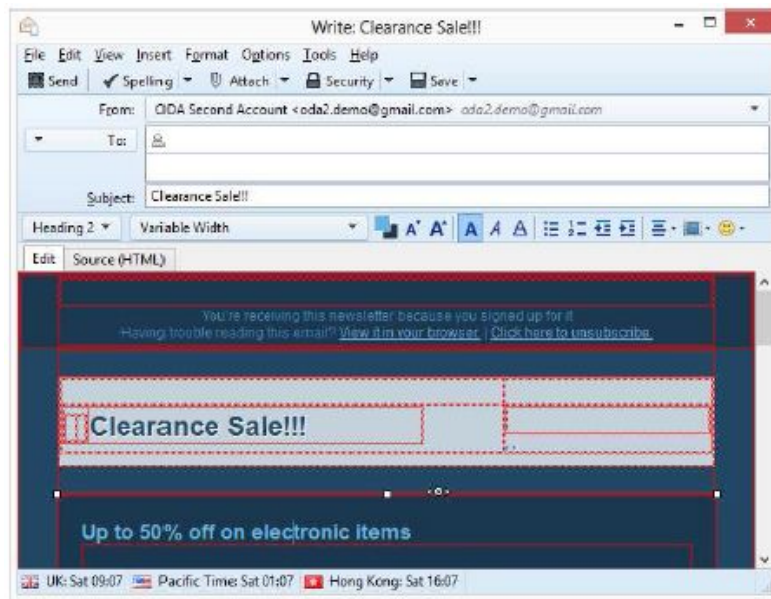 Write: Clearance Sale!!!
File Edit View Insert Format Options Tools Help
Send Spelling Attach Security Save
From: OIDA Second Account <oda2.demo@gmail.com> oda2.demo@gmail.com
To:
Subject: Clearance Sale!!!
Heading 2 Variable Width
Edit Source (HTML)
You're receiving this newsletter because you signed up for it
Having trouble reading this email? View it in your browser. | Click here to unsubscribe.
Clearance Sale!!!
Up to 50% off on electronic items
UK: Sat 09:07 Pacific Time: Sat 01:07 Hong Kong: Sat 16:07